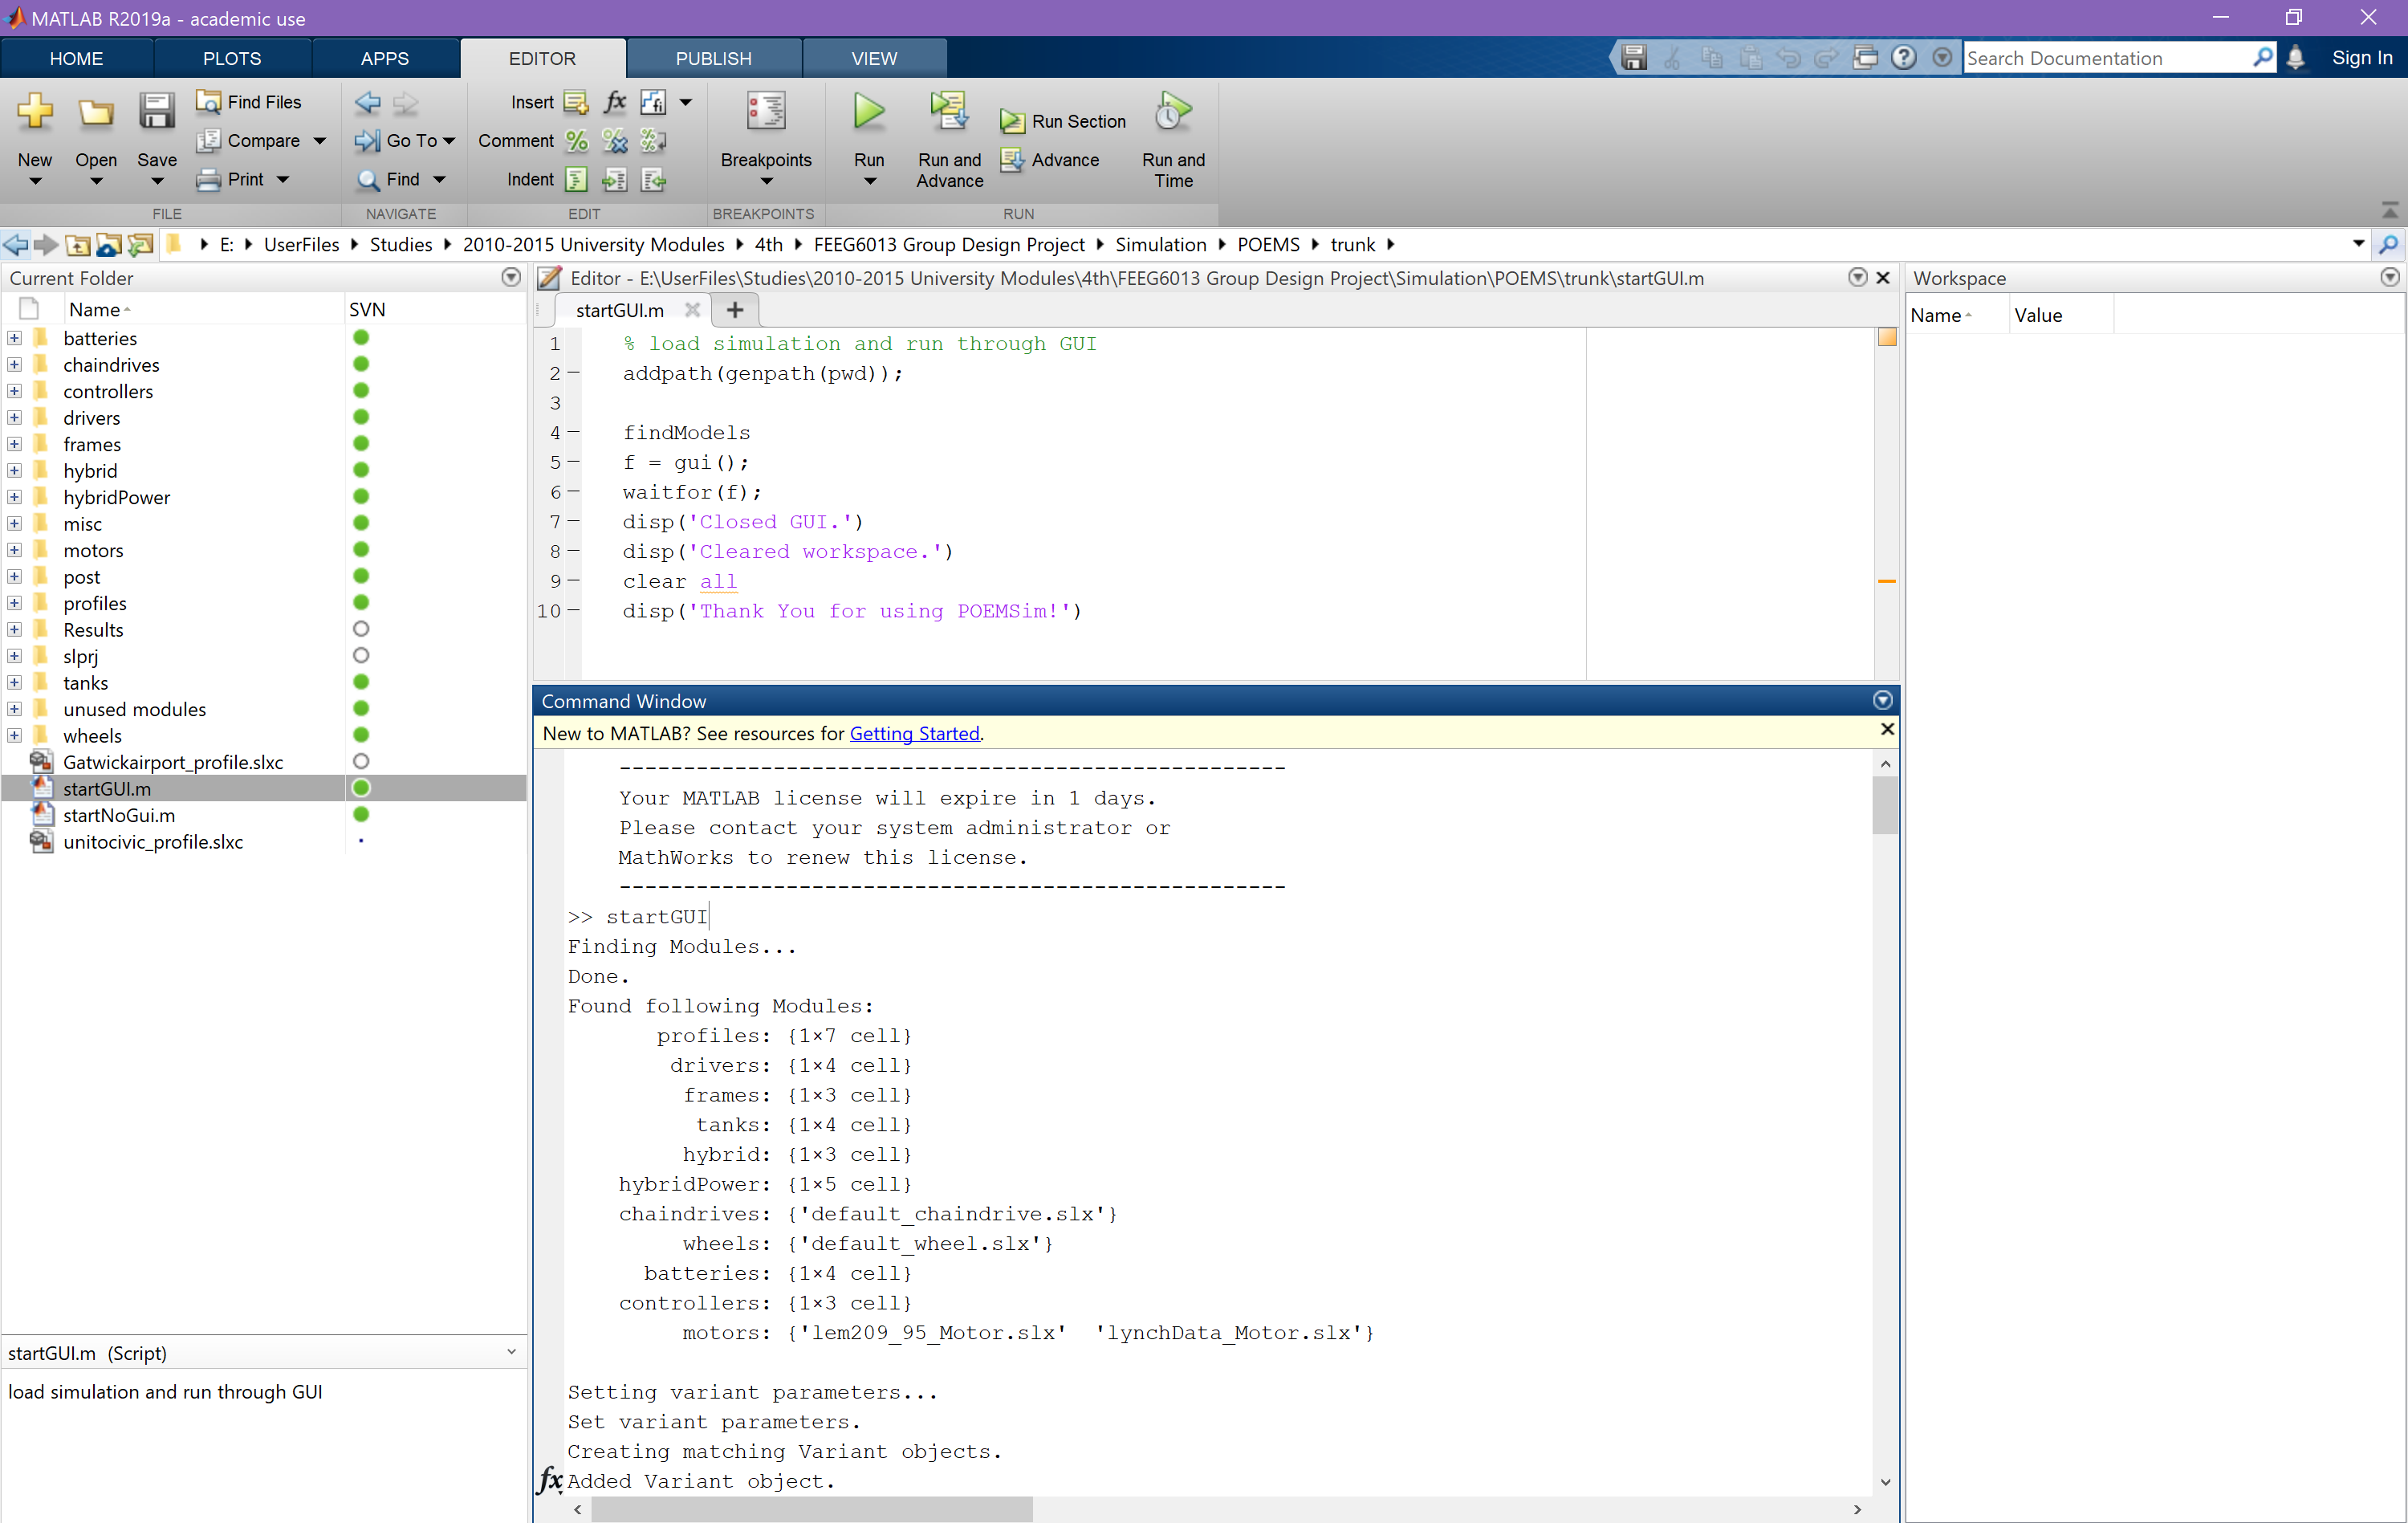 MATLAB R2019a - academic use
HOME PLOTS APPS EDITOR PUBLISH VIEW
Search Documentation
Sign In
New
Open
Save
Find Files
Compare
Print
FILE
Go To
Find
NAVIGATE
Insert
Comment
Indent
EDIT
Breakpoints
BREAKPOINTS
Run
Run and Advance
Run Section
Advance
Run and Time
RUN
E: UserFiles Studies 2010-2015 University Modules 4th FEEG6013 Group Design Project Simulation POEMS trunk
Current Folder
Name SVN
batteries
chaindrives
controllers
drivers
frames
hybrid
hybridPower
misc
motors
post
profiles
Results
slprj
tanks
unused modules
wheels
Gatwickairport_profile.slxc
startGUI.m
startNoGui.m
unitocivic_profile.slxc
startGUI.m (Script)
load simulation and run through GUI
Editor - E:\UserFiles\Studies\2010-2015 University Modules\4th\FEEG6013 Group Design Project\Simulation\POEMS\trunk\startGUI.m
startGUI.m
1 % load simulation and run through GUI
2 addpath(genpath(pwd));
3
4 findModels
5 f = gui();
6 waitfor(f);
7 disp('Closed GUI.')
8 disp('Cleared workspace.')
9 clear all
10 disp('Thank You for using POEMSim!')
Command Window
New to MATLAB? See resources for Getting Started.
----------------------------------------------------
Your MATLAB license will expire in 1 days.
Please contact your system administrator or
MathWorks to renew this license.
----------------------------------------------------
>> startGUI
Finding Modules...
Done.
Found following Modules:
profiles: {1×7 cell}
drivers: {1×4 cell}
frames: {1×3 cell}
tanks: {1×4 cell}
hybrid: {1×3 cell}
hybridPower: {1×5 cell}
chaindrives: {'default_chaindrive.slx'}
wheels: {'default_wheel.slx'}
batteries: {1×4 cell}
controllers: {1×3 cell}
motors: {'lem209_95_Motor.slx' 'lynchData_Motor.slx'}
Setting variant parameters...
Set variant parameters.
Creating matching Variant objects.
fx Added Variant object.
Workspace
Name Value